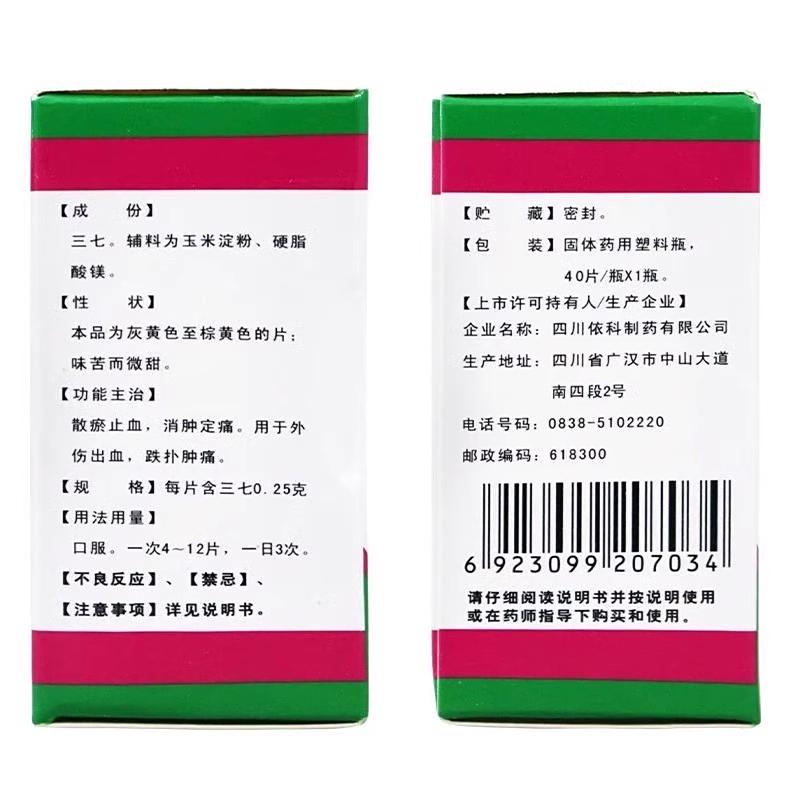 【成　份】
三七。辅料为玉米淀粉、硬脂
酸镁。
【性　状】
本品为灰黄色至棕黄色的片；
味苦而微甜。
【功能主治】
散瘀止血，消肿定痛。用于外
伤出血，跌扑肿痛。
【规　格】每片含三七0.25克
【用法用量】
口服。一次4～12片，一日3次。
【不良反应】、【禁忌】、
【注意事项】详见说明书。
【贮　藏】密封。
【包　装】固体药用塑料瓶，
40片/瓶X1瓶。
【上市许可持有人/生产企业】
企业名称：四川依科制药有限公司
生产地址：四川省广汉市中山大道
南四段2号
电话号码：0838-5102220
邮政编码：618300
6 923099 207034
请仔细阅读说明书并按说明使用
或在药师指导下购买和使用。